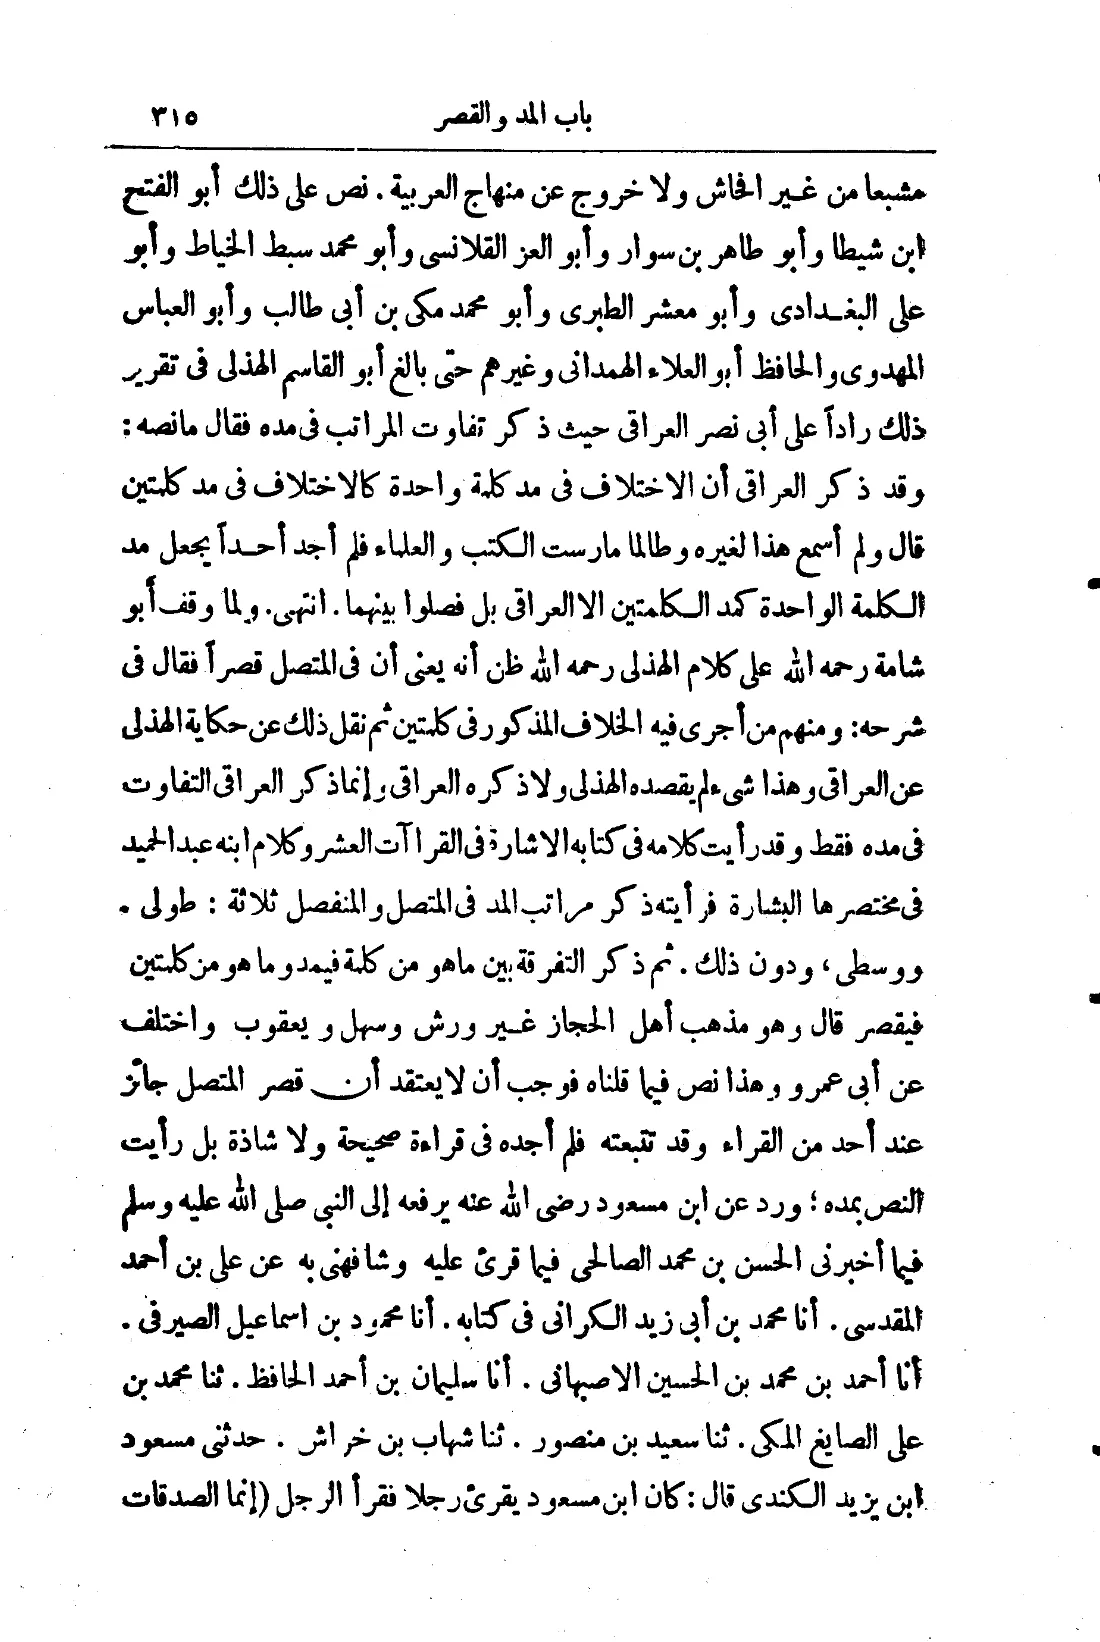 باب المد والقصر ٣١٥
مشبعا من غير افحاش ولا خروج عن منهاج العربية . نص على ذلك أبو الفتح
ابن شيطا وأبو طاهر بن سوار وأبو العز القلانسى وأبو محمد سبط الخياط وأبو
على البغدادى وأبو معشر الطبرى وأبو محمد مكى بن أبى طالب وأبو العباس
المهدوى والحافظ أبو العلاء الهمدانى وغيرهم حتى بالغ أبو القاسم الهذلى فى تقرير
ذلك راداً على أبى نصر العراقى حيث ذكر تفاوت المراتب فى مده فقال مانصه :
وقد ذكر العراقى أن الاختلاف فى مد كلمة واحدة كالاختلاف فى مد كلمتين
قال ولم أسمع هذا لغيره وطالما مارست الكتب والعلماء فلم أجد أحداً يجعل مد
الكلمة الواحدة كمد الكلمتين الا العراقى بل فصلوا بينهما . انتهى. ولما وقف أبو
شامة رحمه الله على كلام الهذلى رحمه الله ظن أنه يعنى أن فى المتصل قصراً فقال فى
شرحه: ومنهم من أجرى فيه الخلاف المذكور فى كلمتين ثم نقل ذلك عن حكاية الهذلى
عن العراقى وهذا شىء لم يقصده الهذلى ولا ذكره العراقى وإنما ذكر العراقى التفاوت
فى مده فقط وقد رأيت كلامه فى كتابه الاشارة فى القراآت العشر وكلام ابنه عبد الحميد
فى مختصرها البشارة فرأيته ذكر مراتب المد فى المتصل والمنفصل ثلاثة : طولى .
ووسطى، ودون ذلك . ثم ذكر التفرقة بين ماهو من كلمة فيمد وما هو من كلمتين
فيقصر قال وهو مذهب أهل الحجاز غير ورش وسهل ويعقوب واختلف
عن أبى عمرو وهذا نص فيما قلناه فوجب أن لا يعتقد أن قصر المتصل جائز
عند أحد من القراء وقد تتبعته فلم أجده فى قراءة صحيحة ولا شاذة بل رأيت
النص بمده ؛ ورد عن ابن مسعود رضى الله عنه يرفعه إلى النبى صلى الله عليه وسلم
فيما أخبرنى الحسن بن محمد الصالحى فيما قرئ عليه وشافهنى به عن على بن أحمد
المقدسى . أنا محمد بن أبى زيد الكرانى فى كتابه . أنا محمود بن اسماعيل الصيرفى .
أنا أحمد بن محمد بن الحسين الاصبهانى . أنا سليمان بن أحمد الحافظ . ثنا محمد بن
على الصايغ المكى . ثنا سعيد بن منصور . ثنا شهاب بن خراش . حدثنى مسعود
ابن يزيد الكندى قال : كان ابن مسعود يقرئ رجلا فقرأ الرجل (إنما الصدقات